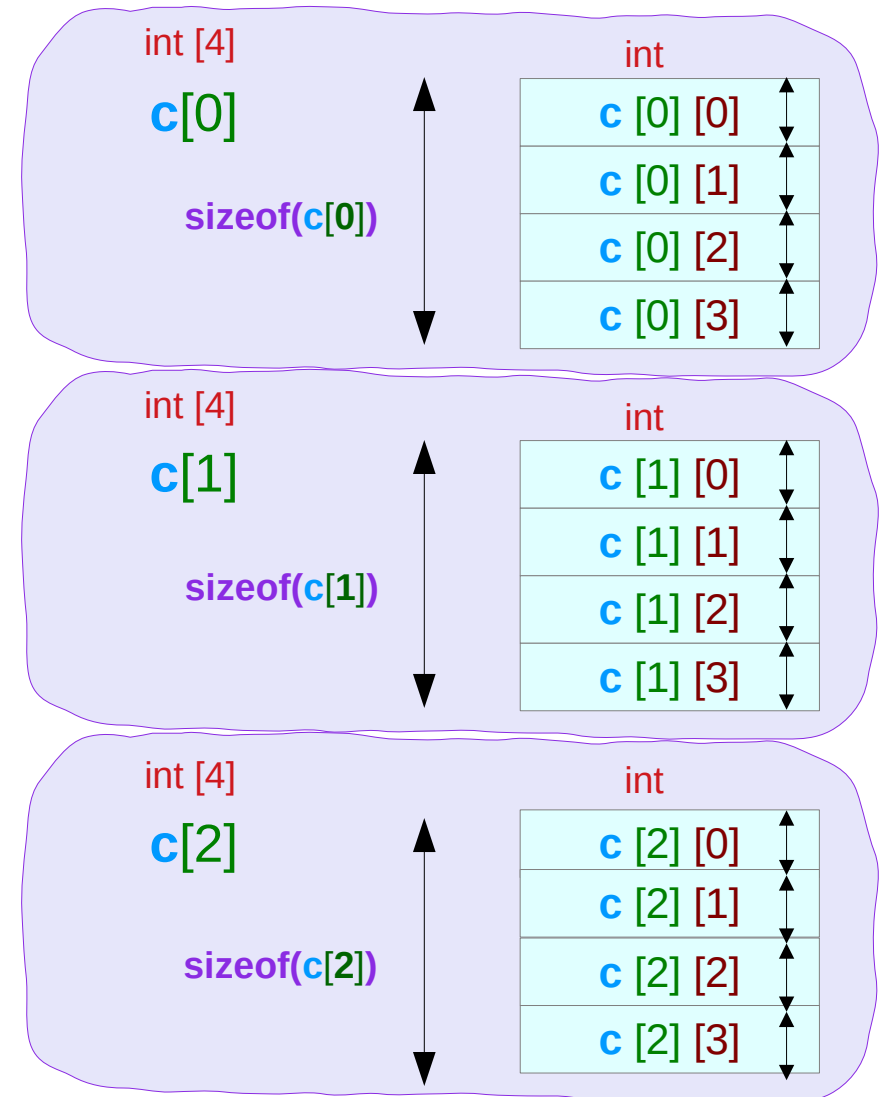 int [4]
int
c[0]
c [0] [0]
c [0] [1]
sizeof(c[0])
c [0] [2]
c [0] [3]
int [4]
int
c[1]
c [1] [0]
c [1] [1]
sizeof(c[1])
c [1] [2]
c [1] [3]
int [4]
int
c[2]
c [2] [0]
c [2] [1]
sizeof(c[2])
c [2] [2]
c [2] [3]